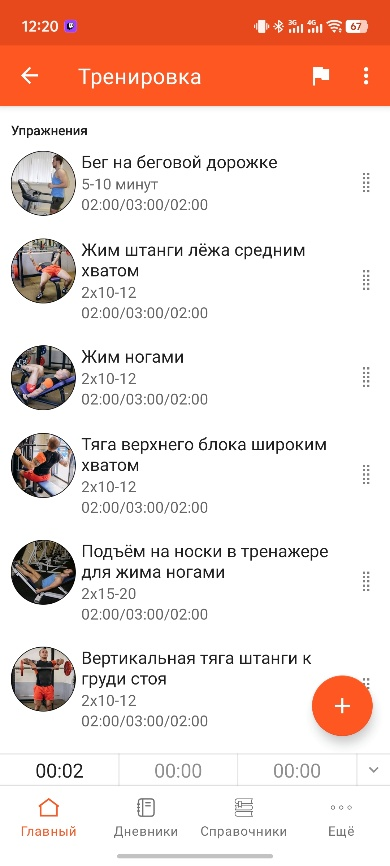 12:20
3G 4G 67
Тренировка
Упражнения
Бег на беговой дорожке
5-10 минут
02:00/03:00/02:00
Жим штанги лёжа средним
хватом
2x10-12
02:00/03:00/02:00
Жим ногами
2x10-12
02:00/03:00/02:00
Тяга верхнего блока широким
хватом
2x10-12
02:00/03:00/02:00
Подъём на носки в тренажере
для жима ногами
2x15-20
02:00/03:00/02:00
Вертикальная тяга штанги к
груди стоя
2x10-12
02:00/03:00/02:00
00:02 00:00 00:00
Главный Дневники Справочники Ещё